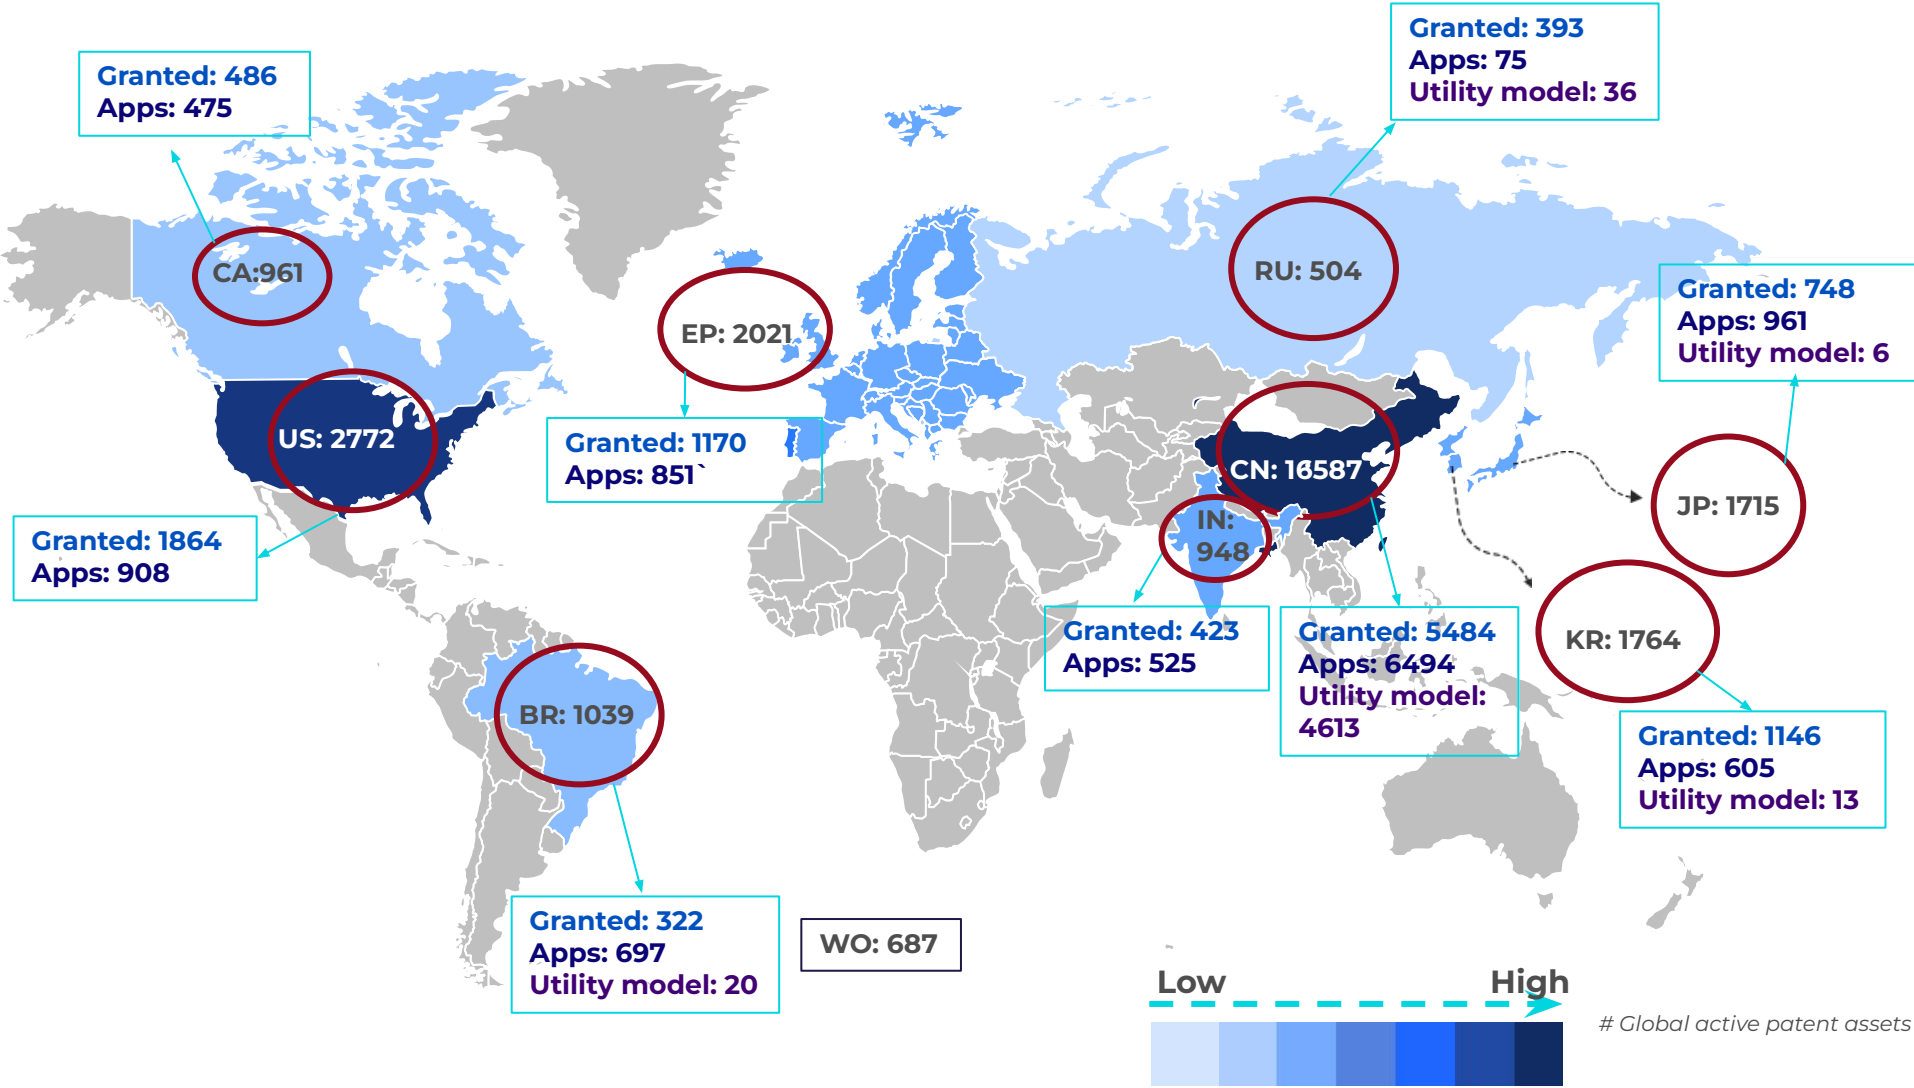 Granted: 393
Apps: 75
Utility model: 36
Granted: 486
Apps: 475
CA:961
RU: 504
EP: 2021
Granted: 748
Apps: 961
Utility model: 6
US: 2772
Granted: 1170
Apps: 851`
CN: 16587
JP: 1715
IN:
948
Granted: 1864
Apps: 908
Granted: 423
Apps: 525
Granted: 5484
Apps: 6494
Utility model:
4613
KR: 1764
BR: 1039
Granted: 1146
Apps: 605
Utility model: 13
Granted: 322
Apps: 697
Utility model: 20
WO: 687
Low
High
# Global active patent assets